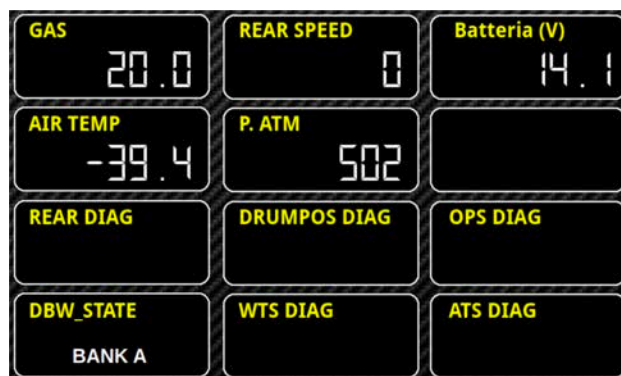 GAS
20.0
REAR SPEED
0
Batteria (V)
14.1
AIR TEMP
-39.4
P. ATM
502
REAR DIAG
DRUMPOS DIAG
OPS DIAG
DBW_STATE
BANK A
WTS DIAG
ATS DIAG